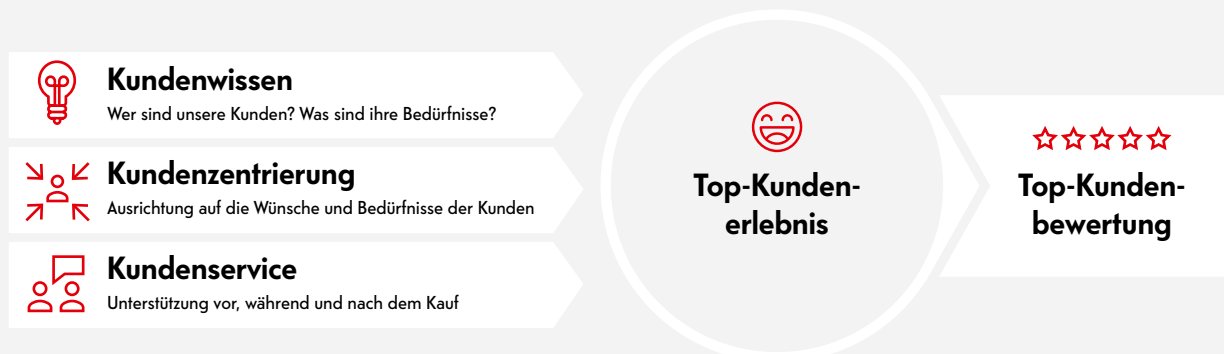 Kundenwissen
Wer sind unsere Kunden? Was sind ihre Bedürfnisse?
Kundenzentrierung
Ausrichtung auf die Wünsche und Bedürfnisse der Kunden
Kundenservice
Unterstützung vor, während und nach dem Kauf
Top-Kunden-
erlebnis
Top-Kunden-
bewertung